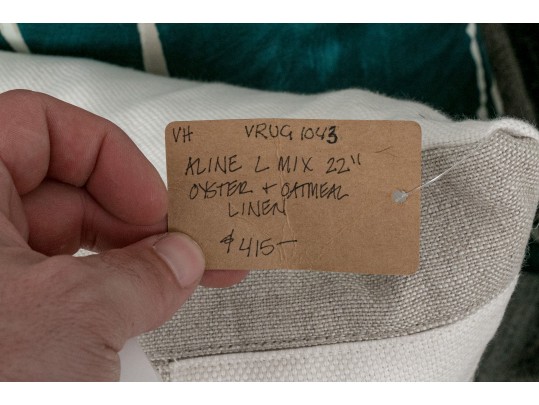 VH VRUG 1043
ALINE L MIX 22"
OYSTER + OATMEAL
LINEN
$415—